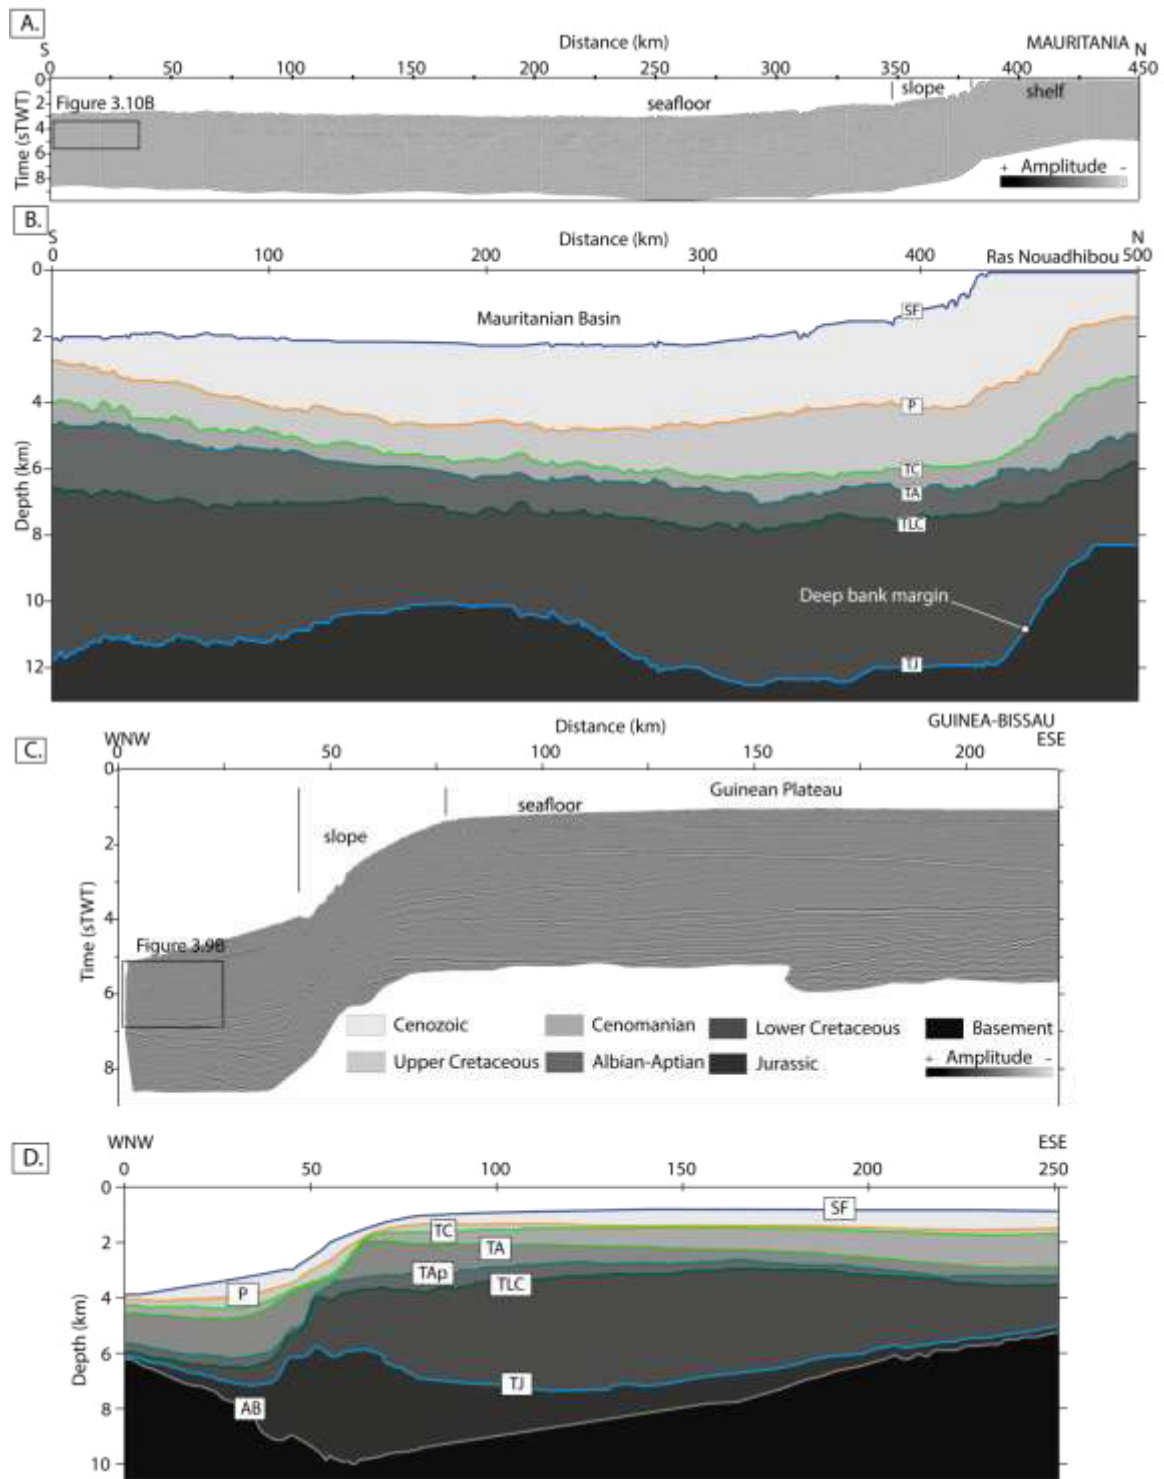 A.
Distance (km)
S
MAURITANIA N
0 50 100 150 200 250 300 350 400 450
Figure 3.10B
seafloor
slope
shelf
Time (sTWT)
0
2
4
6
8
+ Amplitude -
B.
S
Distance (km)
N
0 100 200 300 400 Ras Nouadhibou 500
Mauritanian Basin
SF
P
TC
TA
TLC
Deep bank margin
TJ
Depth (km)
0
2
4
6
8
10
12
C.
Distance (km)
GUINEA-BISSAU
WNW
ESE
0 50 100 150 200
Guinean Plateau
seafloor
slope
Figure 3.9B
Time (sTWT)
0
2
4
6
8
Cenozoic Cenomanian Lower Cretaceous Basement
Upper Cretaceous Albian-Aptian Jurassic
+ Amplitude -
D.
WNW
ESE
0 50 100 150 200 250
SF
TC
TA
TAp
TLC
P
TJ
AB
Depth (km)
0
2
4
6
8
10